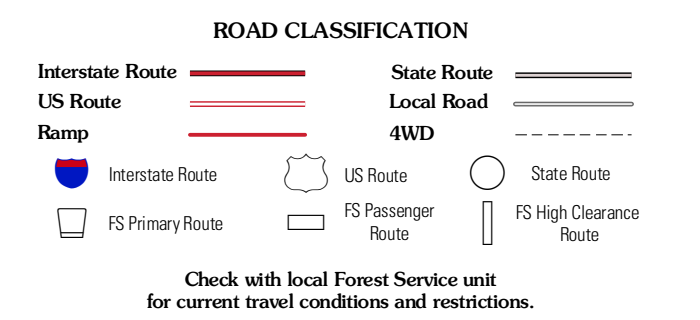 ROAD CLASSIFICATION
Interstate Route
State Route
US Route
Local Road
Ramp
4WD
Interstate Route
US Route
State Route
FS Primary Route
FS Passenger
Route
FS High Clearance
Route
Check with local Forest Service unit
for current travel conditions and restrictions.